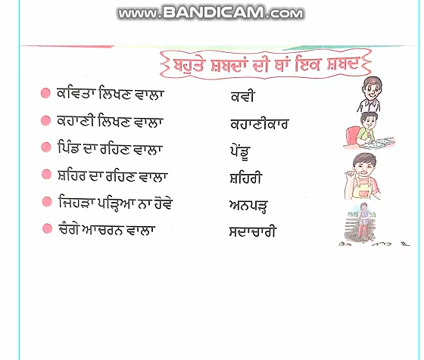 WWW.BANDICAM.COM
ਬਹੁਤੇ ਸ਼ਬਦਾਂ ਦੀ ਥਾਂ ਇਕ ਸ਼ਬਦ
ਕਵਿਤਾ ਲਿਖਣ ਵਾਲਾ ਕਵੀ
ਕਹਾਣੀ ਲਿਖਣ ਵਾਲਾ ਕਹਾਣੀਕਾਰ
ਪਿੰਡ ਦਾ ਰਹਿਣ ਵਾਲਾ ਪੇਂਡੂ
ਸ਼ਹਿਰ ਦਾ ਰਹਿਣ ਵਾਲਾ ਸ਼ਹਿਰੀ
ਜਿਹੜਾ ਪੜ੍ਹਿਆ ਨਾ ਹੋਵੇ ਅਨਪੜ੍ਹ
ਚੰਗੇ ਆਚਰਨ ਵਾਲਾ ਸਦਾਚਾਰੀ